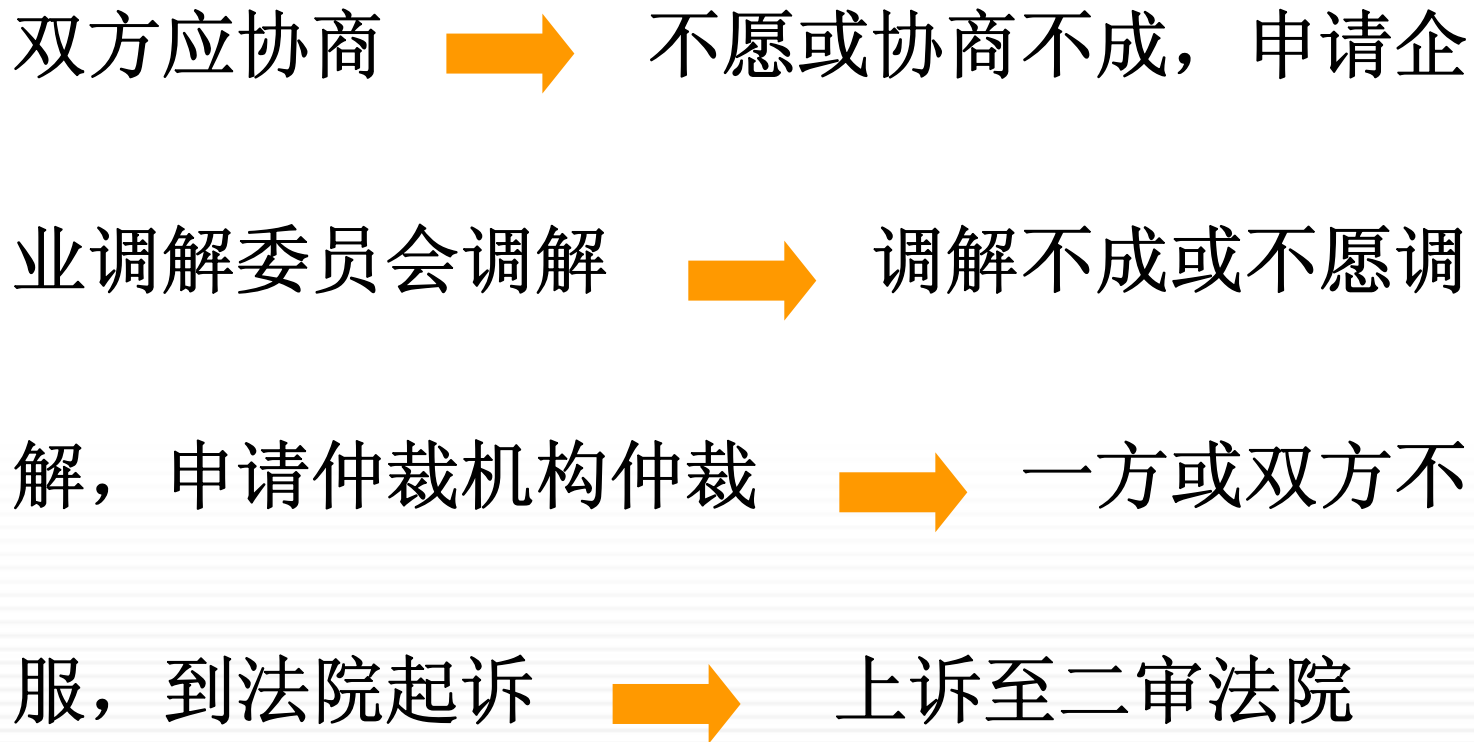 双方应协商 不愿或协商不成，申请企
业调解委员会调解 调解不成或不愿调
解，申请仲裁机构仲裁 一方或双方不
服，到法院起诉 上诉至二审法院